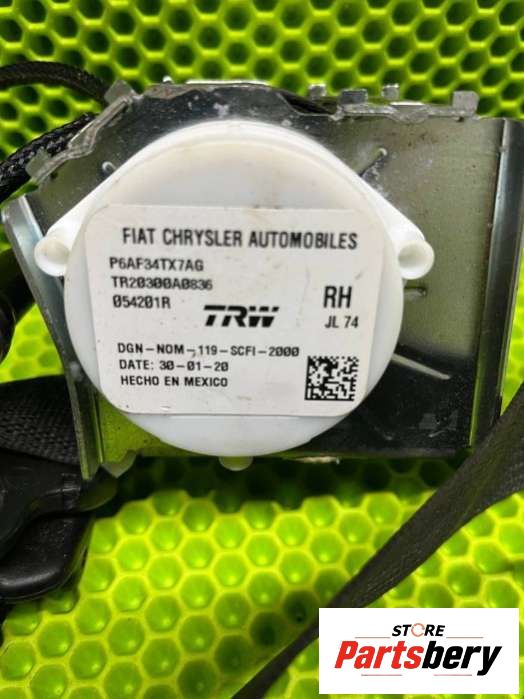 FIAT CHRYSLER AUTOMOBILES
P6AF34TX7AG
TR20300A0836
054201R
TRW
RH
JL 74
DGN-NOM-119-SCFI-2000
DATE: 30-01-20
HECHO EN MEXICO
STORE
Partsbery